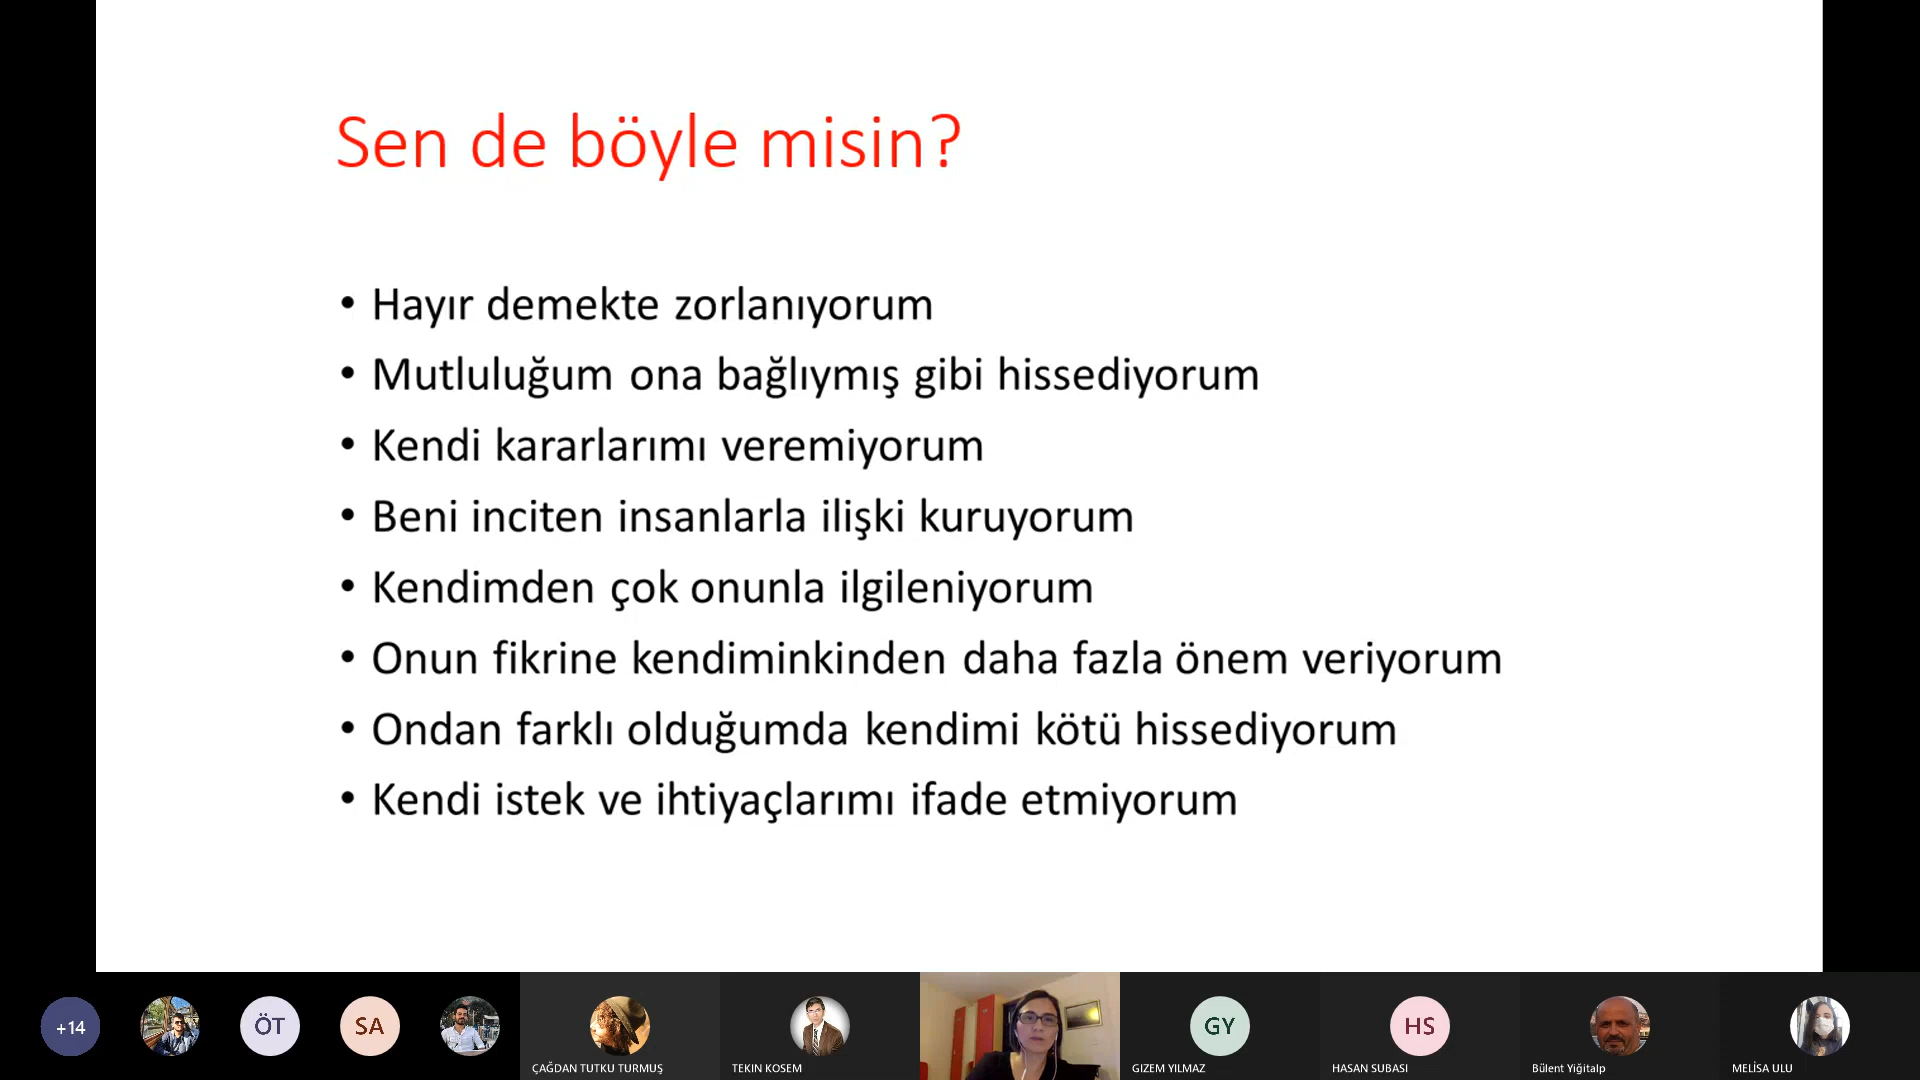 Sen de böyle misin?
• Hayır demekte zorlanıyorum
• Mutluluğum ona bağlıymış gibi hissediyorum
• Kendi kararlarımı veremiyorum
• Beni inciten insanlarla ilişki kuruyorum
• Kendimden çok onunla ilgileniyorum
• Onun fikrine kendiminkinden daha fazla önem veriyorum
• Ondan farklı olduğumda kendimi kötü hissediyorum
• Kendi istek ve ihtiyaçlarımı ifade etmiyorum
+14
ÖT
SA
ÇAĞDAN TUTKU TURMUŞ
TEKIN KOSEM
GY
GIZEM YILMAZ
HS
HASAN SUBASI
Bülent Yiğitalp
MELİSA ULU